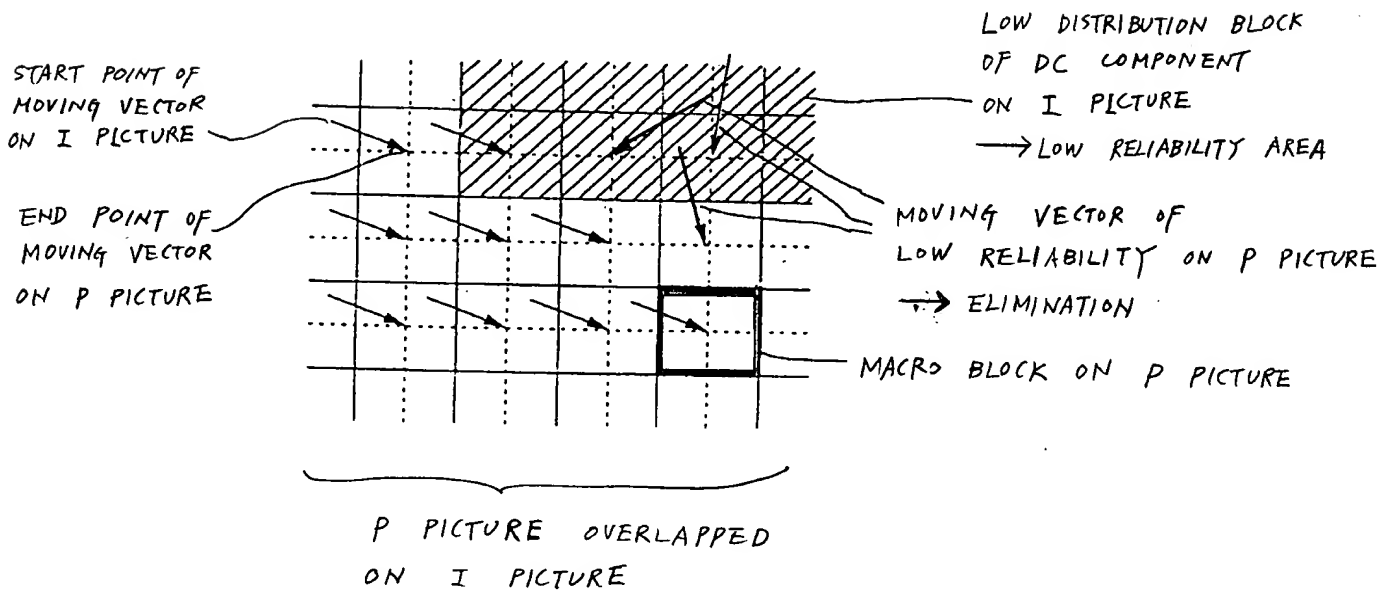 START POINT OF
MOVING VECTOR
ON I PICTURE
END POINT OF
MOVING VECTOR
ON P PICTURE
LOW DISTRIBUTION BLOCK
OF DC COMPONENT
ON I PICTURE
→ LOW RELIABILITY AREA
MOVING VECTOR OF
LOW RELIABILITY ON P PICTURE
→ ELIMINATION
MACRO BLOCK ON P PICTURE
P PICTURE OVERLAPPED
ON I PICTURE